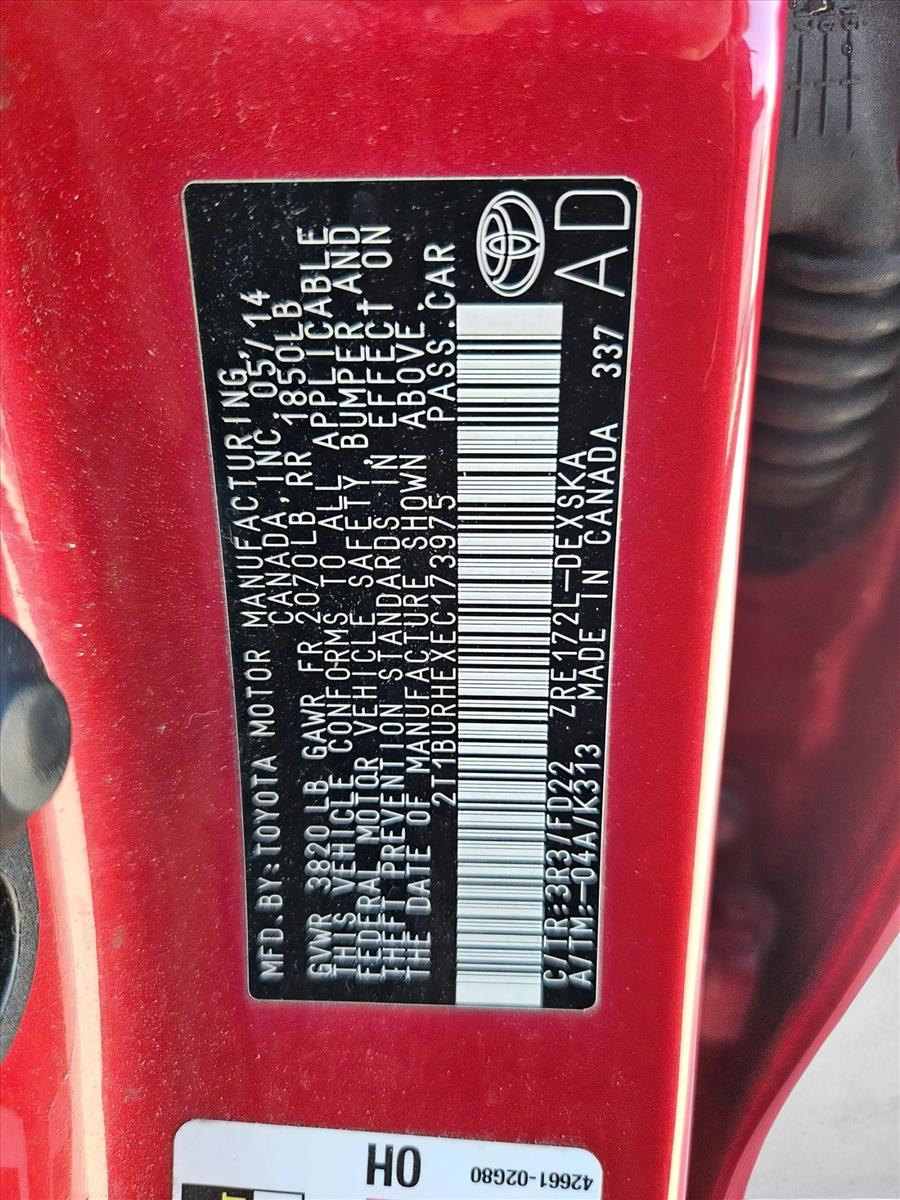 MFD.BY:TOYOTA MOTOR MANUFACTURING,
CANADA,INC. 05/14
GVWR 3820LB GAWR FR 2070LB RR 1850LB
THIS VEHICLE CONFORMS TO ALL APPLICABLE
FEDERAL MOTOR VEHICLE SAFETY BUMPER AND
THEFT PREVENTION STANDARDS IN EFFECT ON
THE DATE OF MANUFACTURE SHOWN ABOVE.
2T1BURHEXEC173975 PASS.CAR
C/TR:3R3/FD22 ZRE172L-DEXSKA
A/TM:-04A/K313 MADE IN CANADA 337
AD
OH
42661-02G80